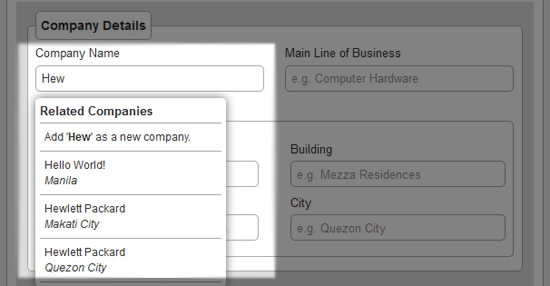 Company Details
Company Name
Main Line of Business
Hew
e.g. Computer Hardware
Related Companies
Add 'Hew' as a new company.
Hello World!
Manila
Hewlett Packard
Makati City
Hewlett Packard
Quezon City
Building
e.g. Mezza Residences
City
e.g. Quezon City